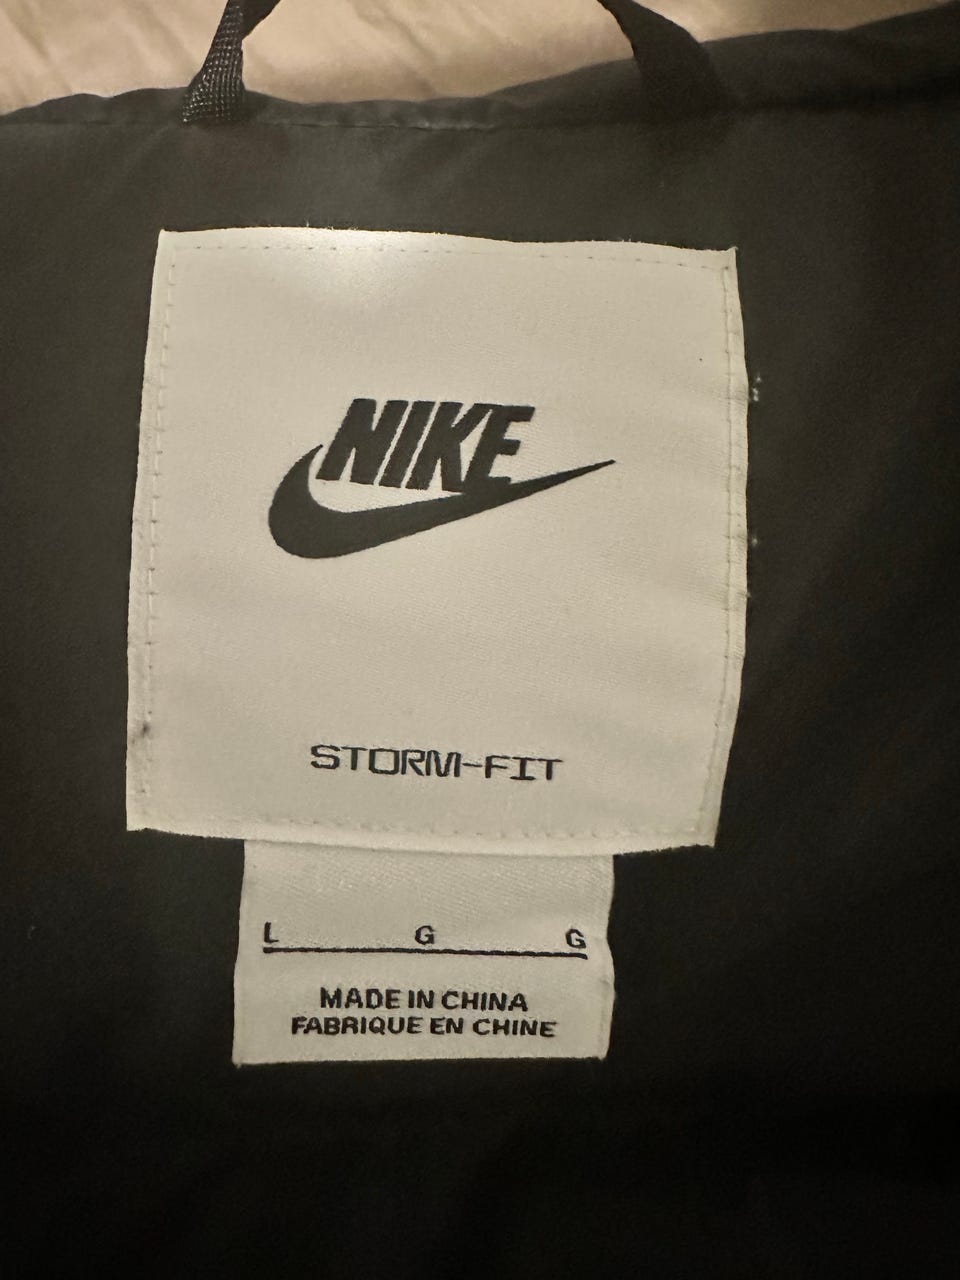 NIKE
STORM-FIT
L G G
MADE IN CHINA
FABRIQUE EN CHINE